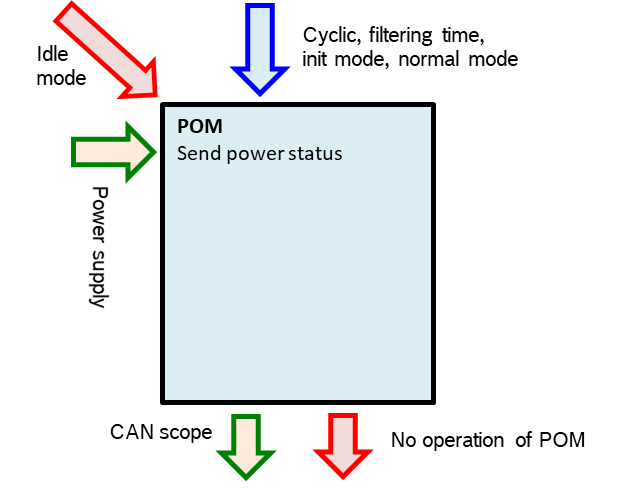 Cyclic, filtering time,
init mode, normal mode
Idle
mode
POM
Send power status
Power supply
CAN scope
No operation of POM